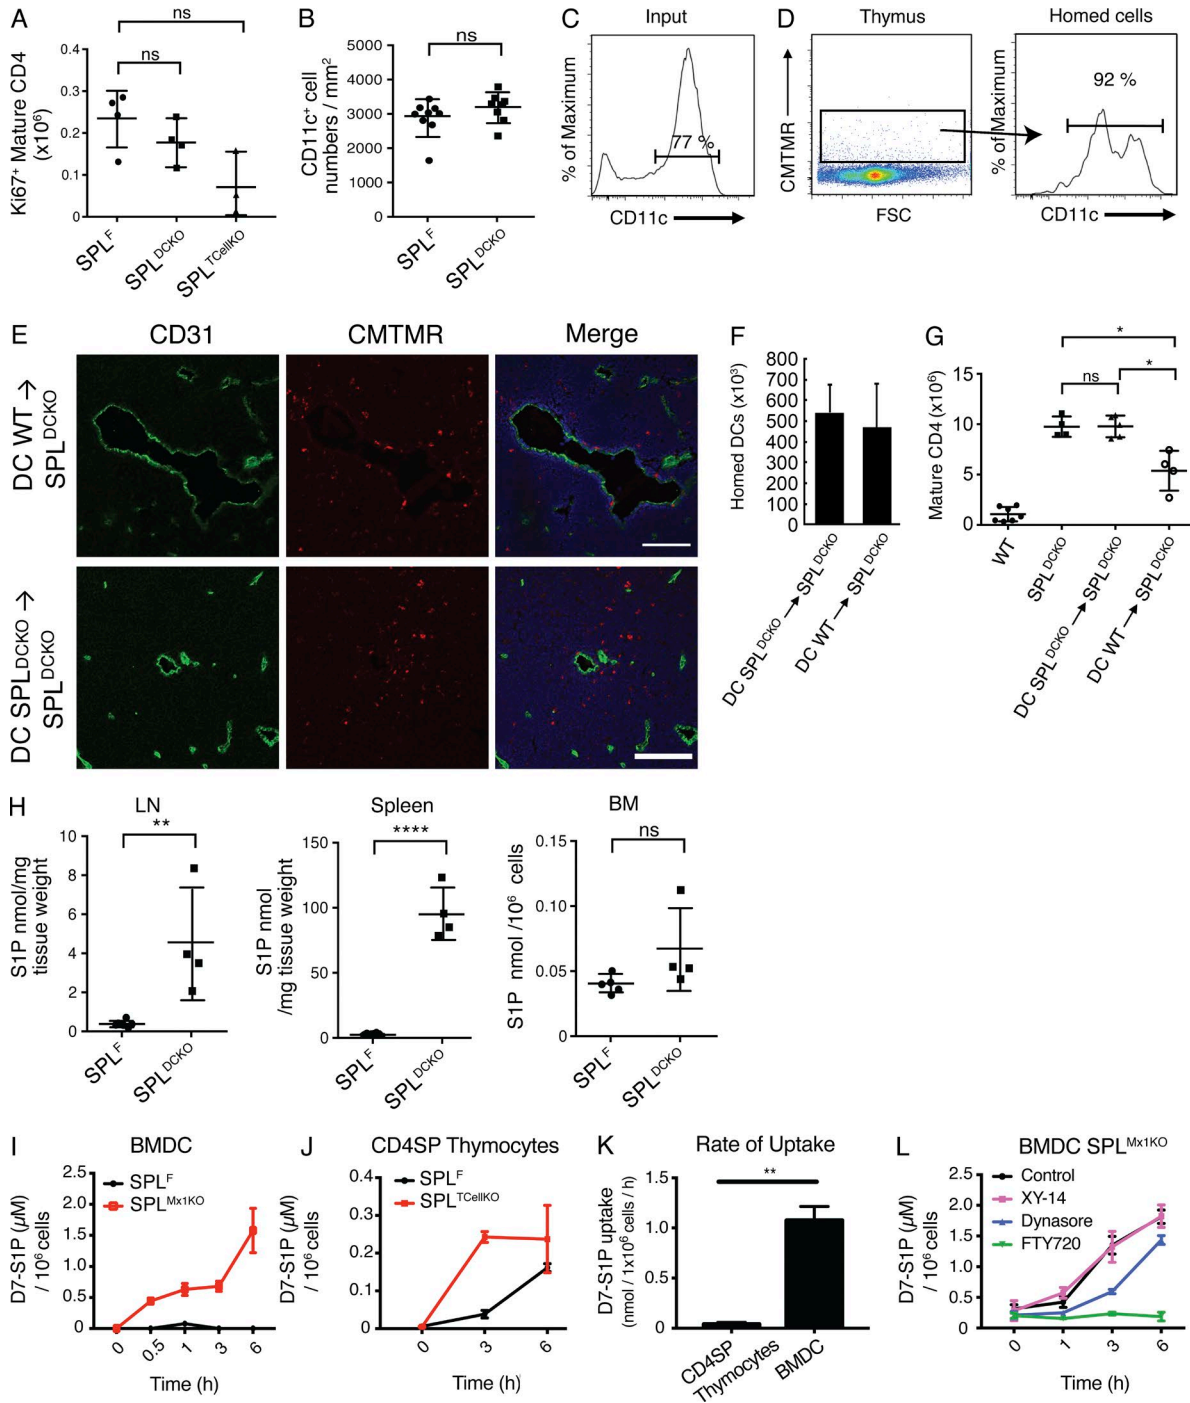 A
ns
ns
Ki67+ Mature CD4
(x10⁶)
0.4
0.3
0.2
0.1
0
SPL^F
SPL^DCKO
SPL^TCellKO
B
ns
CD11c+ cell
numbers / mm²
5000
4000
3000
2000
1000
0
SPL^F
SPL^DCKO
C
Input
% of Maximum
77 %
CD11c
D
Thymus
CMTMR
FSC
Homed cells
% of Maximum
92 %
CD11c
E
CD31
CMTMR
Merge
DC WT →
SPL^DCKO
DC SPL^DCKO →
SPL^DCKO
F
Homed DCs (x10³)
800
700
600
500
400
300
200
100
0
DC SPL^DCKO → SPL^DCKO
DC WT → SPL^DCKO
G
*
*
ns
Mature CD4 (x10⁶)
15
10
5
0
WT
SPL^DCKO
DC SPL^DCKO → SPL^DCKO
DC WT → SPL^DCKO
H
LN
**
S1P nmol/mg
tissue weight
10
8
6
4
2
0
SPL^F
SPL^DCKO
Spleen
****
S1P nmol
/mg tissue weight
150
100
50
0
SPL^F
SPL^DCKO
BM
ns
S1P nmol /10⁶ cells
0.15
0.10
0.05
0
SPL^F
SPL^DCKO
I
BMDC
SPL^F
SPL^Mx1KO
D7-S1P (µM)
/ 10⁶ cells
2.5
2.0
1.5
1.0
0.5
0
0
0.5
1
3
6
Time (h)
J
CD4SP Thymocytes
SPL^F
SPL^TCellKO
D7-S1P (µM)
/ 10⁶ cells
0.4
0.3
0.2
0.1
0
0
3
6
Time (h)
K
Rate of Uptake
**
D7-S1P uptake
(nmol / 1x10⁶ cells / h)
1.5
1.0
0.5
0
CD4SP
Thymocytes
BMDC
L
BMDC SPL^Mx1KO
Control
XY-14
Dynasore
FTY720
D7-S1P (µM)
/ 10⁶ cells
2.5
2.0
1.5
1.0
0.5
0
0
1
3
6
Time (h)